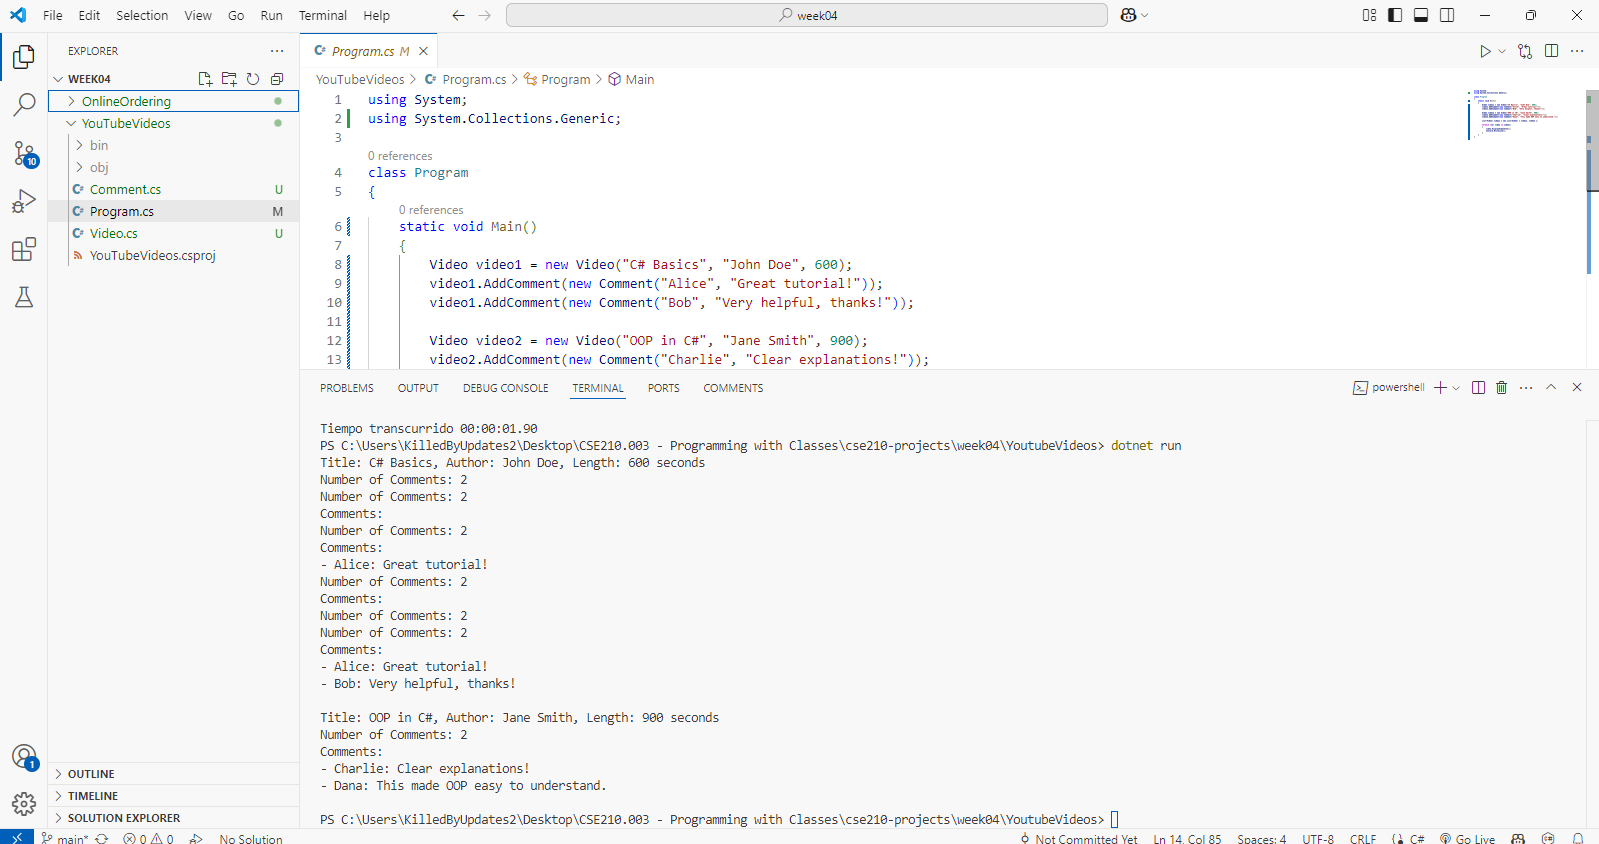 File Edit Selection View Go Run Terminal Help
week04
EXPLORER
WEEK04
OnlineOrdering
YouTubeVideos
bin
obj
Comment.cs U
Program.cs M
Video.cs U
YouTubeVideos.csproj
OUTLINE
TIMELINE
SOLUTION EXPLORER
10
1
Program.cs M
YouTubeVideos > Program.cs > Program > Main
1 using System;
2 using System.Collections.Generic;
3
0 references
4 class Program
5 {
0 references
6 static void Main()
7 {
8 Video video1 = new Video("C# Basics", "John Doe", 600);
9 video1.AddComment(new Comment("Alice", "Great tutorial!"));
10 video1.AddComment(new Comment("Bob", "Very helpful, thanks!"));
11
12 Video video2 = new Video("OOP in C#", "Jane Smith", 900);
13 video2.AddComment(new Comment("Charlie", "Clear explanations!"));
PROBLEMS OUTPUT DEBUG CONSOLE TERMINAL PORTS COMMENTS
powershell
Tiempo transcurrido 00:00:01.90
PS C:\Users\KilledByUpdates2\Desktop\CSE210.003 - Programming with Classes\cse210-projects\week04\YoutubeVideos> dotnet run
Title: C# Basics, Author: John Doe, Length: 600 seconds
Number of Comments: 2
Number of Comments: 2
Comments:
Number of Comments: 2
Comments:
- Alice: Great tutorial!
Number of Comments: 2
Comments:
Number of Comments: 2
Number of Comments: 2
Comments:
- Alice: Great tutorial!
- Bob: Very helpful, thanks!
Title: OOP in C#, Author: Jane Smith, Length: 900 seconds
Number of Comments: 2
Comments:
- Charlie: Clear explanations!
- Dana: This made OOP easy to understand.
PS C:\Users\KilledByUpdates2\Desktop\CSE210.003 - Programming with Classes\cse210-projects\week04\YoutubeVideos>
main* 0 0 No Solution Not Committed Yet Ln 14, Col 85 Spaces: 4 UTF-8 CRLF C# Go Live